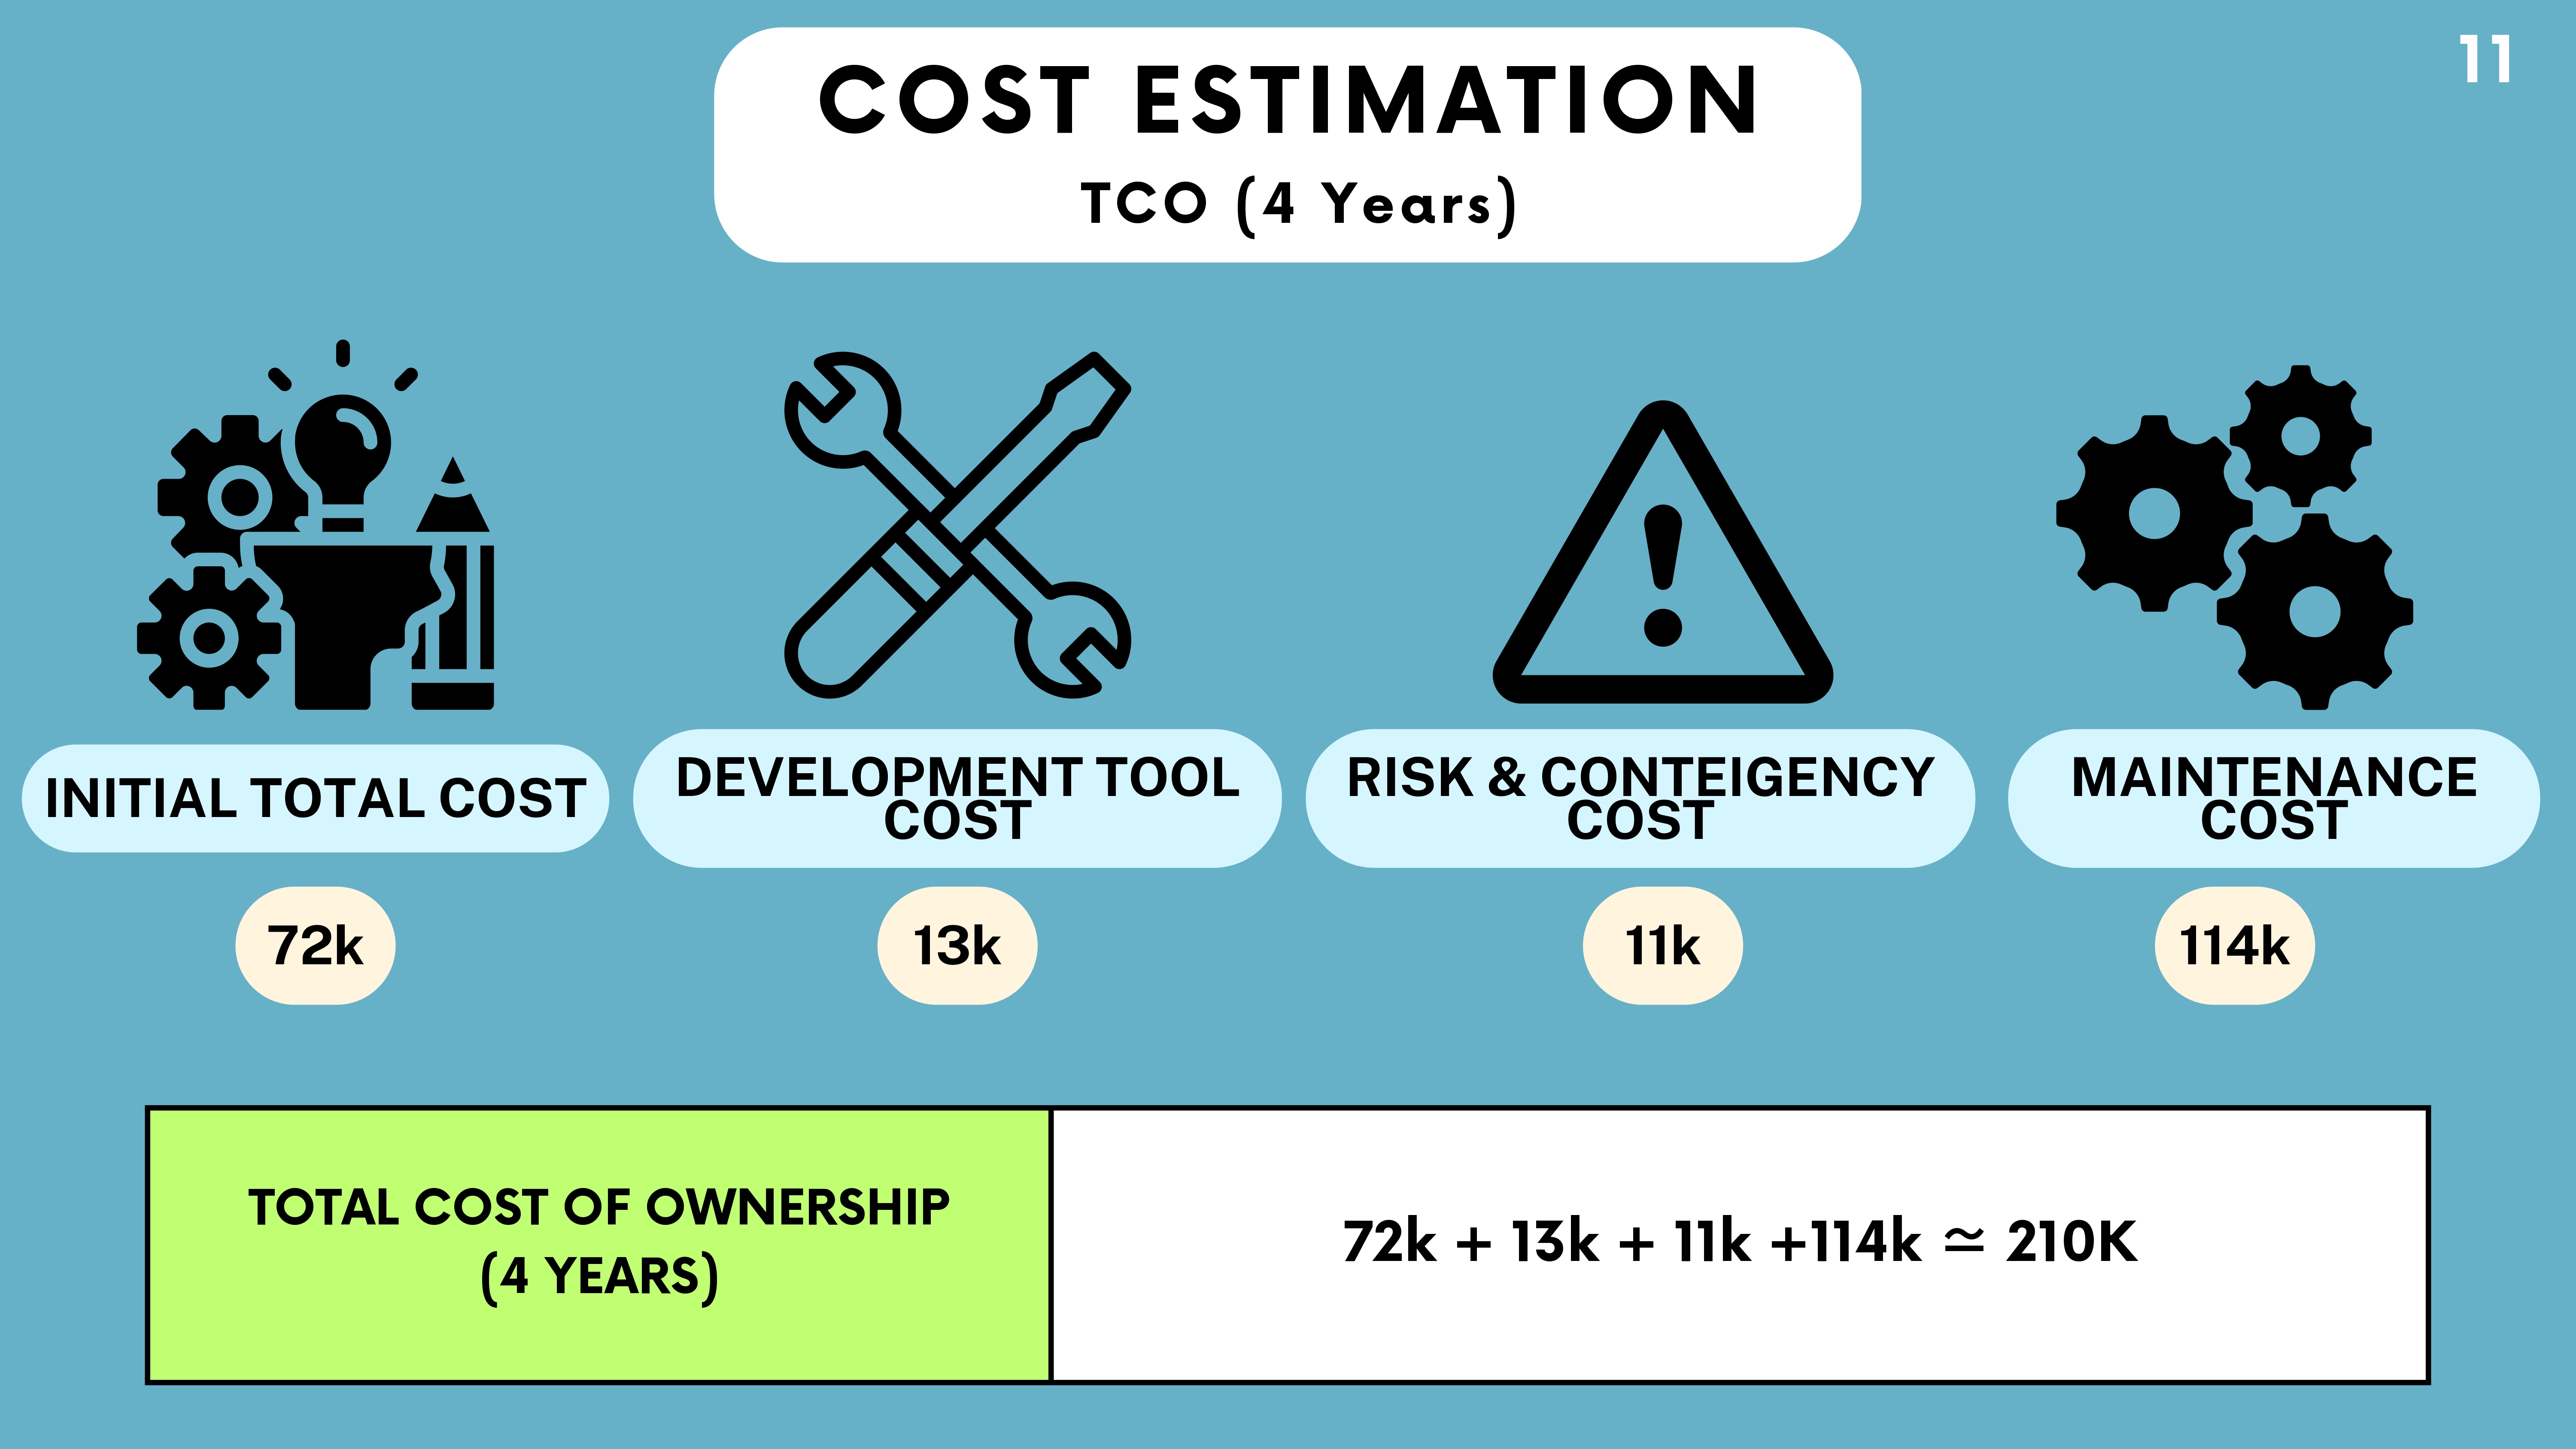 11
COST ESTIMATION
TCO (4 Years)
INITIAL TOTAL COST
DEVELOPMENT TOOL
COST
RISK & CONTEIGENCY
COST
MAINTENANCE
COST
72k
13k
11k
114k
TOTAL COST OF OWNERSHIP
(4 YEARS)
72k + 13k + 11k +114k ≃ 210K